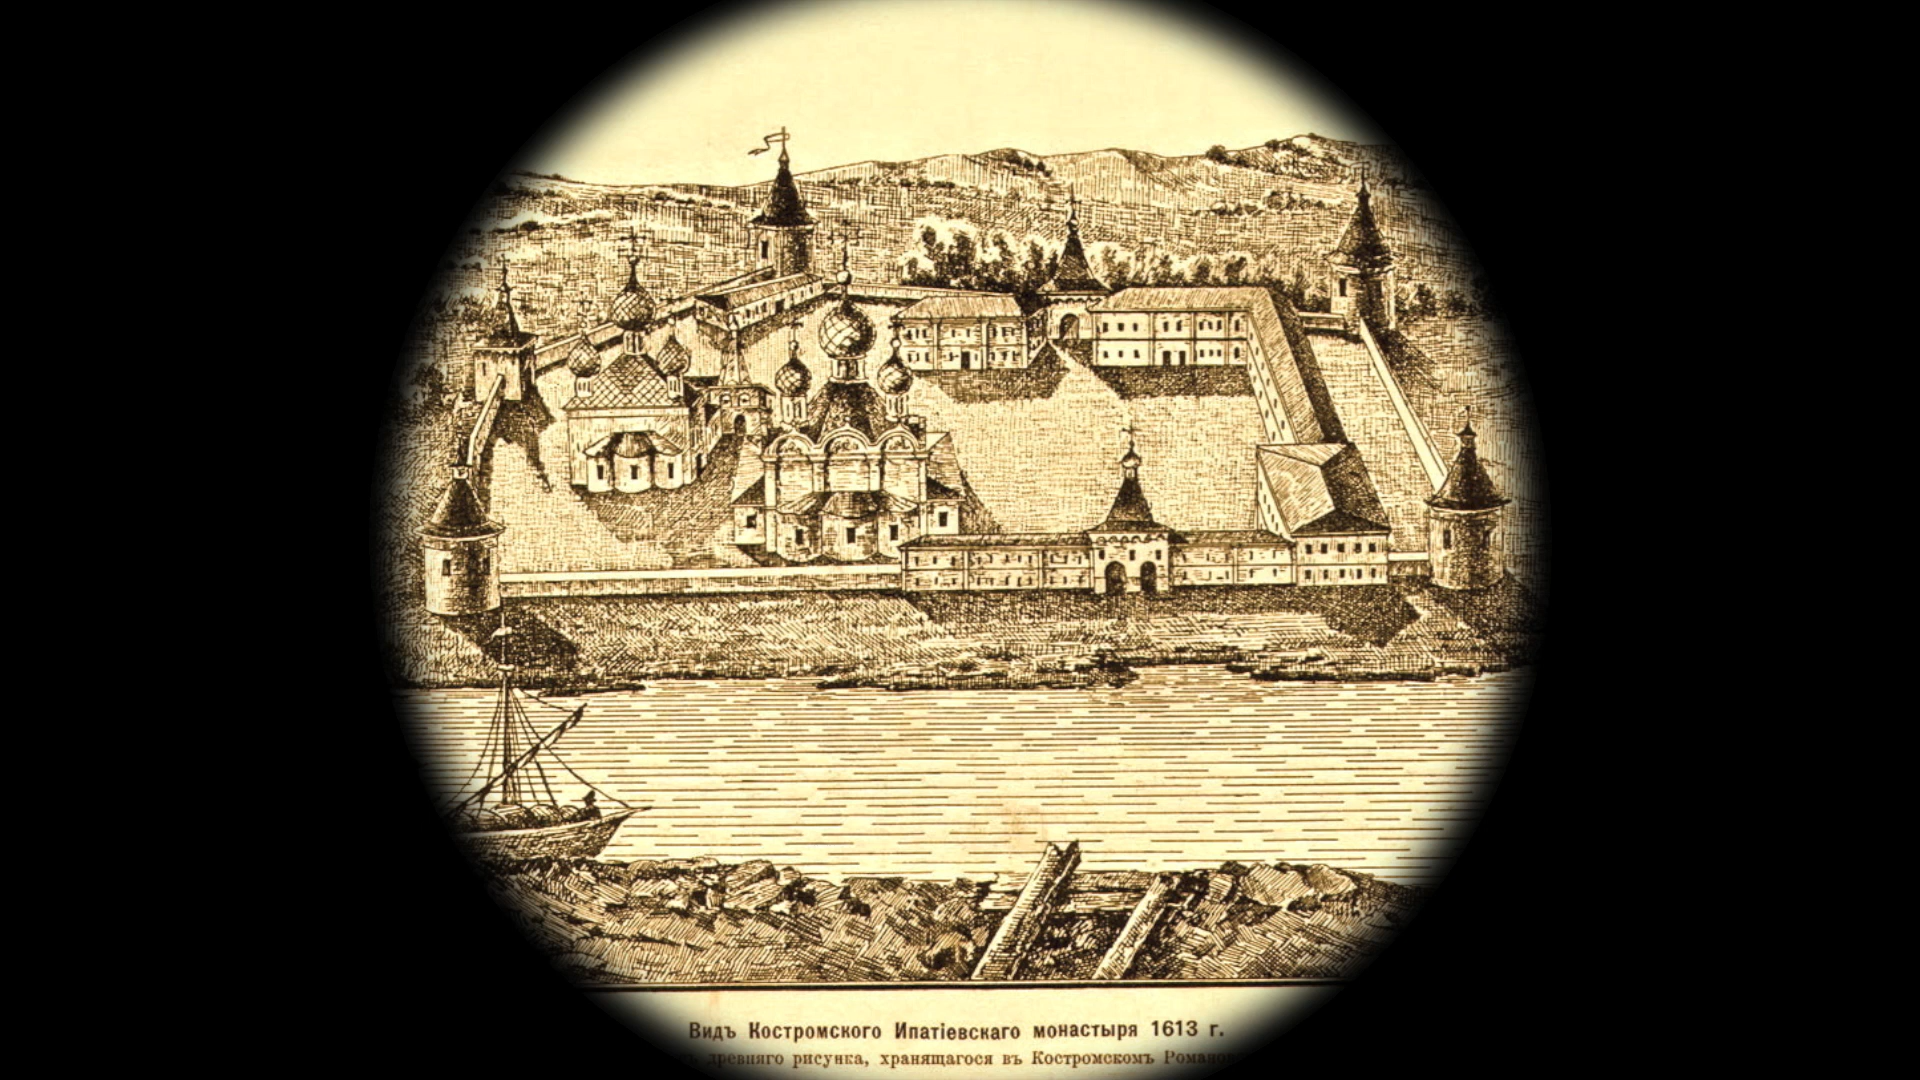 Видъ Костромского Ипатіевскаго монастыря 1613 г.
древняго рисунка, хранящагося въ Костромскомъ